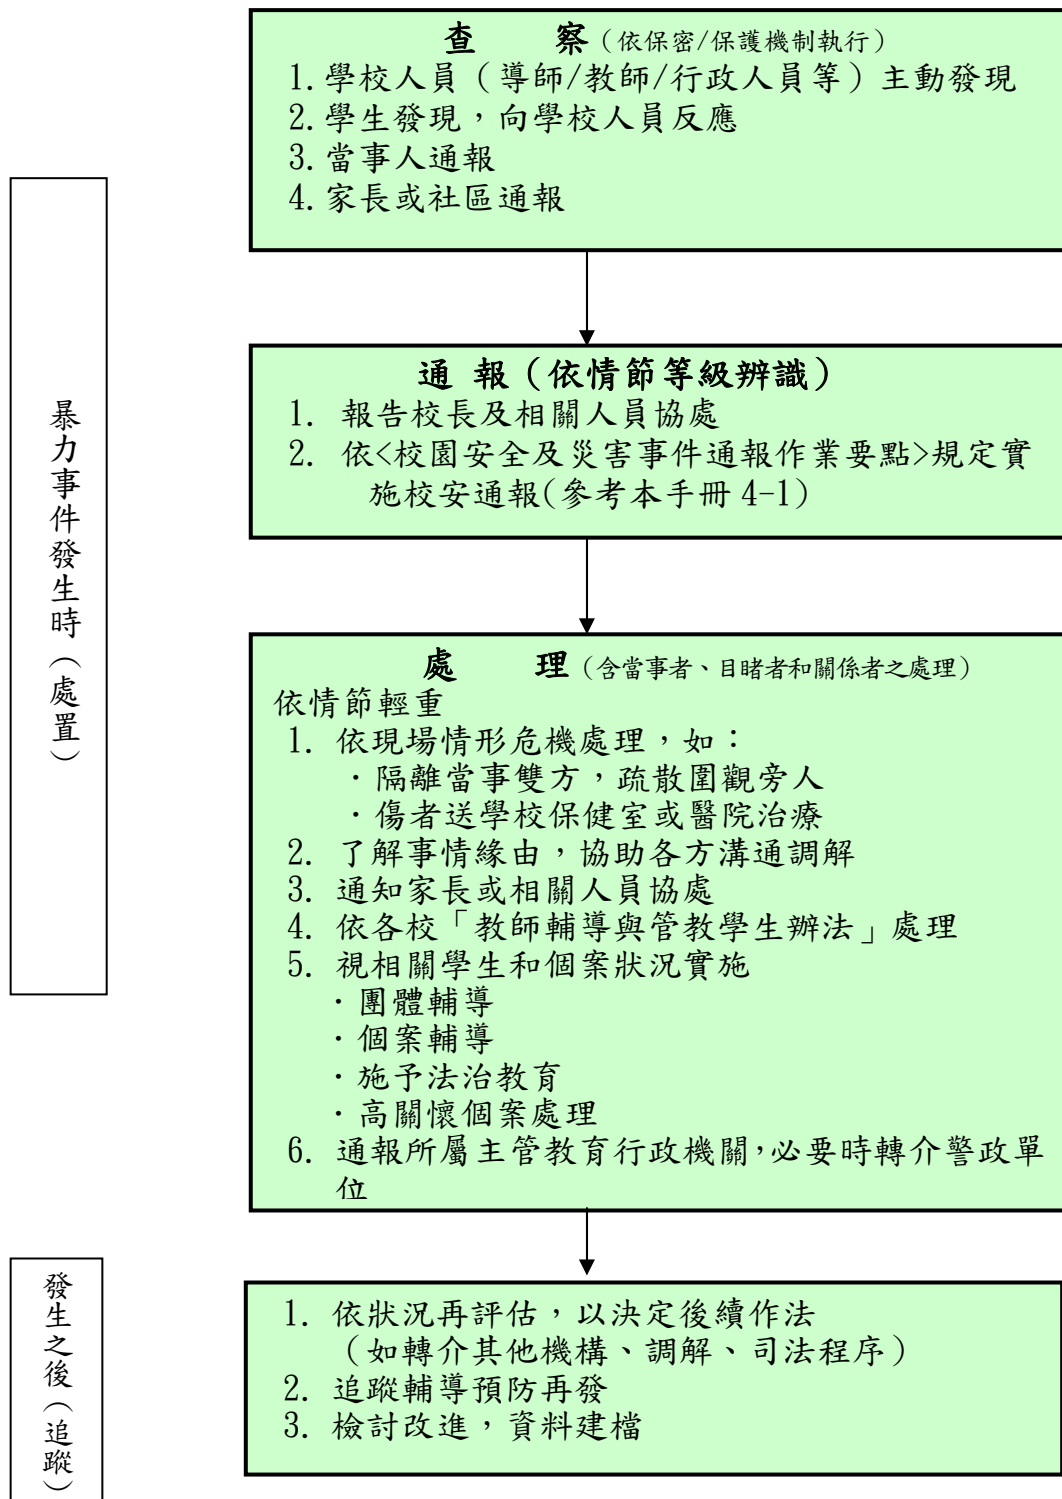 查　　察（依保密/保護機制執行）
1.學校人員（導師/教師/行政人員等）主動發現
2.學生發現，向學校人員反應
3.當事人通報
4.家長或社區通報
暴力事件發生時（處置）
通 報（依情節等級辨識）
1. 報告校長及相關人員協處
2. 依<校園安全及災害事件通報作業要點>規定實
施校安通報(參考本手冊 4-1)
處　　理（含當事者、目睹者和關係者之處理）
依情節輕重
1. 依現場情形危機處理，如：
．隔離當事雙方，疏散圍觀旁人
．傷者送學校保健室或醫院治療
2. 了解事情緣由，協助各方溝通調解
3. 通知家長或相關人員協處
4. 依各校「教師輔導與管教學生辦法」處理
5. 視相關學生和個案狀況實施
．團體輔導
．個案輔導
．施予法治教育
．高關懷個案處理
6. 通報所屬主管教育行政機關,必要時轉介警政單
位
發生之後（追蹤）
1. 依狀況再評估，以決定後續作法
（如轉介其他機構、調解、司法程序）
2. 追蹤輔導預防再發
3. 檢討改進，資料建檔